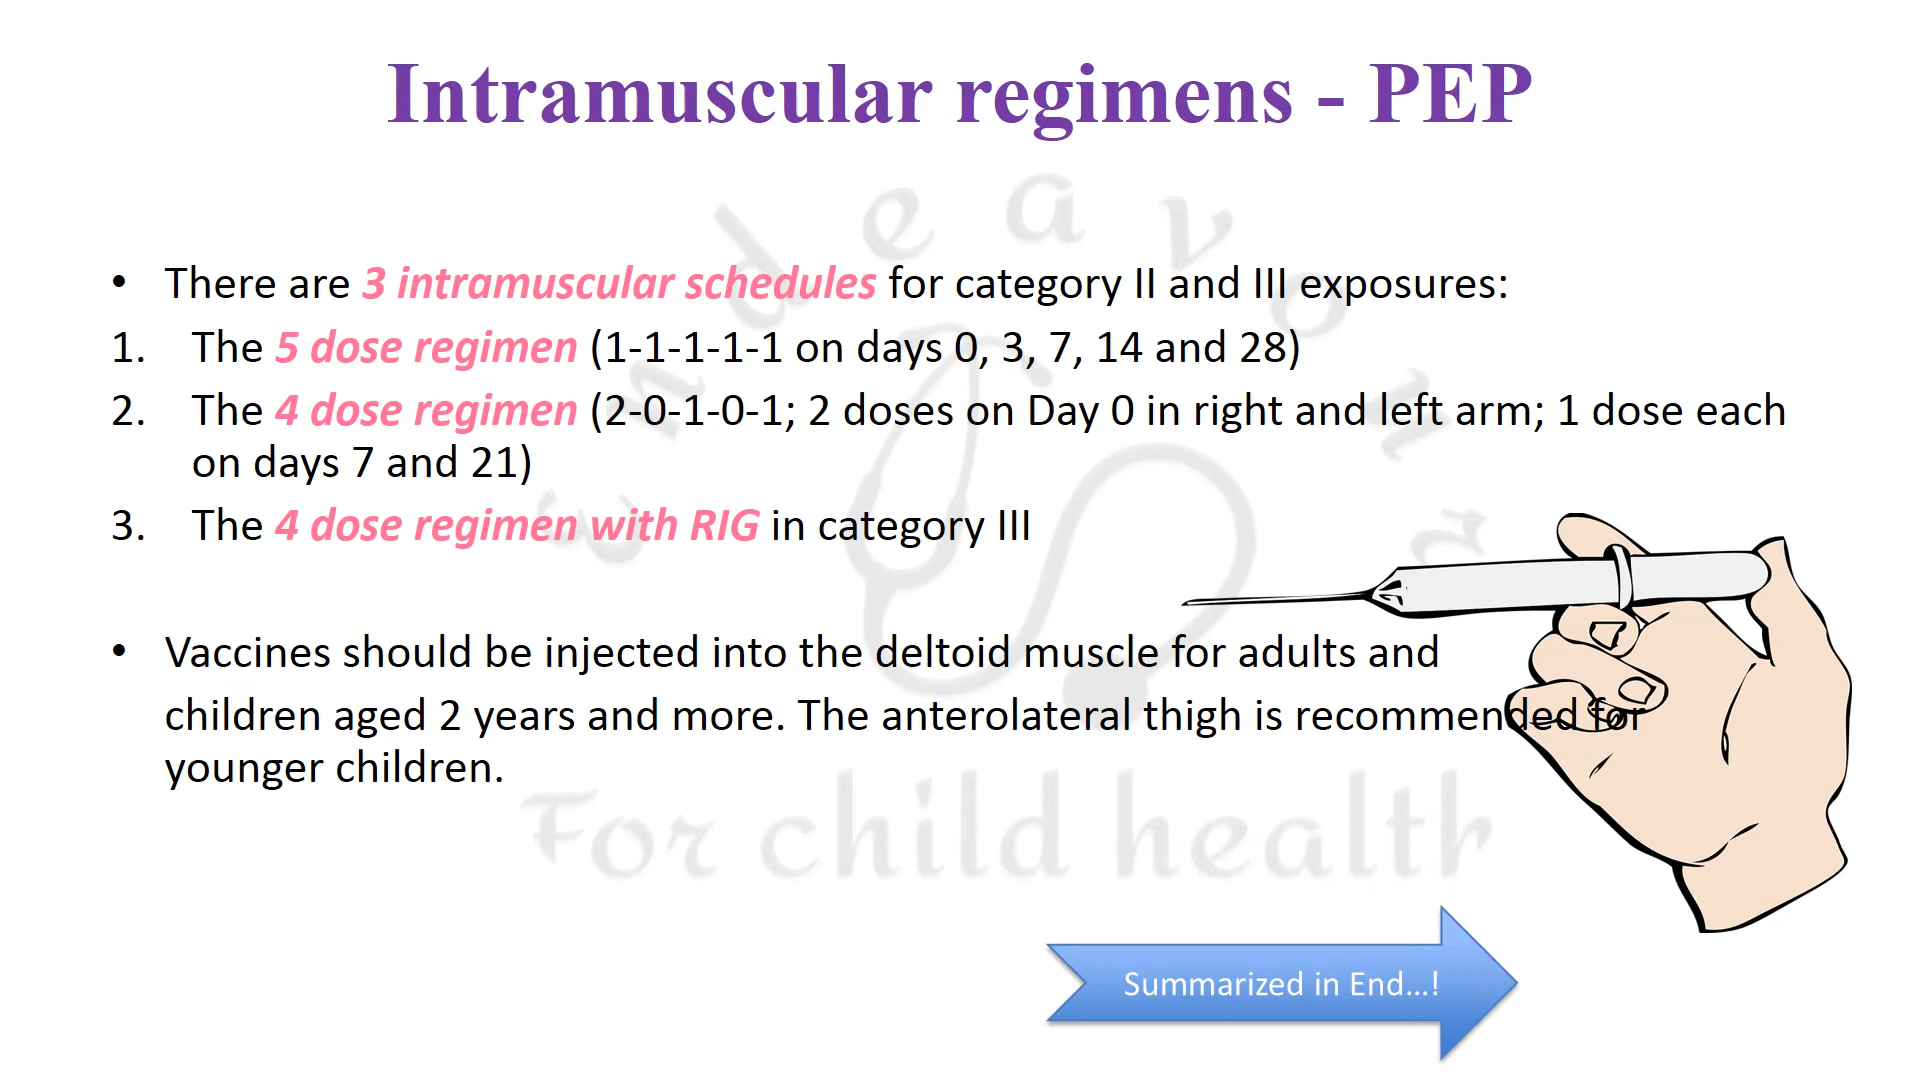 Intramuscular regimens - PEP
• There are 3 intramuscular schedules for category II and III exposures:
1. The 5 dose regimen (1-1-1-1-1 on days 0, 3, 7, 14 and 28)
2. The 4 dose regimen (2-0-1-0-1; 2 doses on Day 0 in right and left arm; 1 dose each
on days 7 and 21)
3. The 4 dose regimen with RIG in category III
• Vaccines should be injected into the deltoid muscle for adults and
children aged 2 years and more. The anterolateral thigh is recommended for
younger children.
Summarized in End...!
Endeavour
For child health